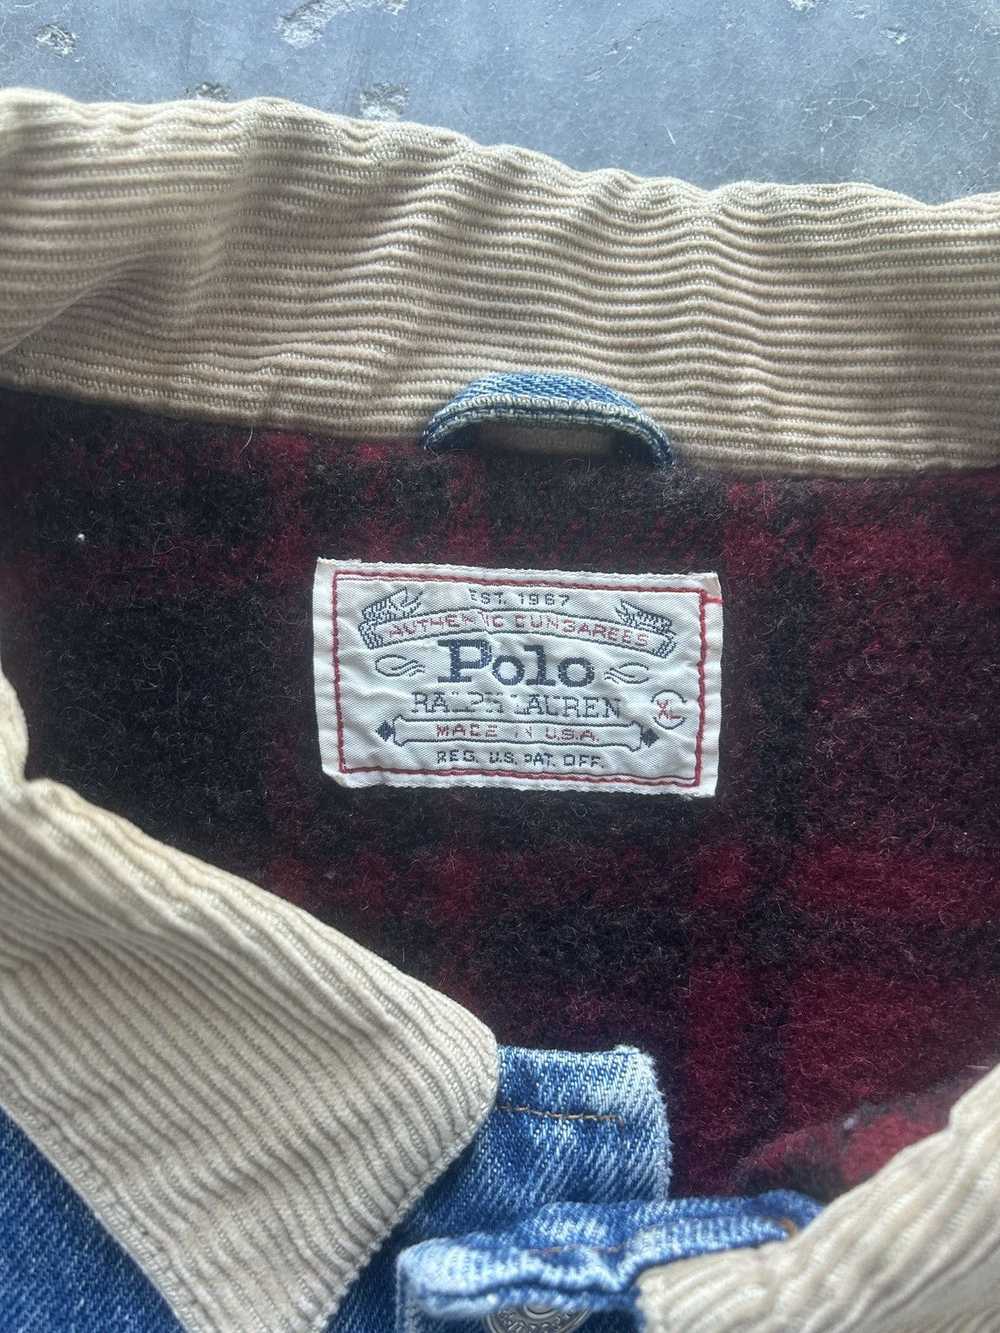 EST. 1967
AUTHENTIC DUNGAREES
Polo
RALPH LAUREN
XL
MADE IN U.S.A.
REG. U.S. PAT. OFF.